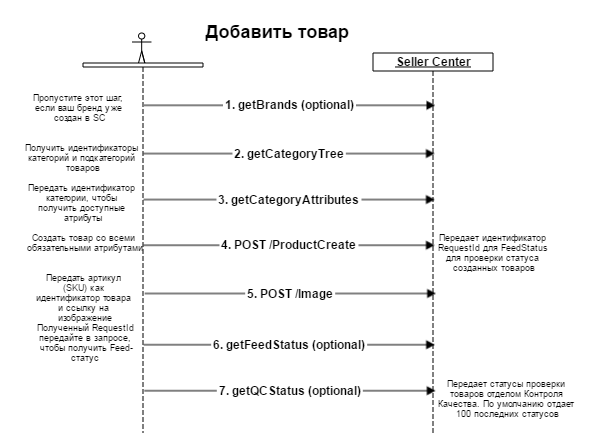 Добавить товар
Seller Center
Пропустите этот шаг,
если ваш бренд уже
создан в SC
1. getBrands (optional)
Получить идентификаторы
категорий и подкатегорий
товаров
2. getCategoryTree
Передать идентификатор
категории, чтобы
получить доступные
атрибуты
3. getCategoryAttributes
Создать товар со всеми
обязательными атрибутами
4. POST /ProductCreate
Передает идентификатор
RequestId для FeedStatus
для проверки статуса
созданных товаров
Передать артикул
(SKU) как
идентификатор товара
и ссылку на
изображение
5. POST /Image
Полученный RequestId
передайте в запросе,
чтобы получить Feed-
статус
6. getFeedStatus (optional)
7. getQCStatus (optional)
Передает статусы проверки
товаров отделом Контроля
Качества. По умолчанию отдает
100 последних статусов